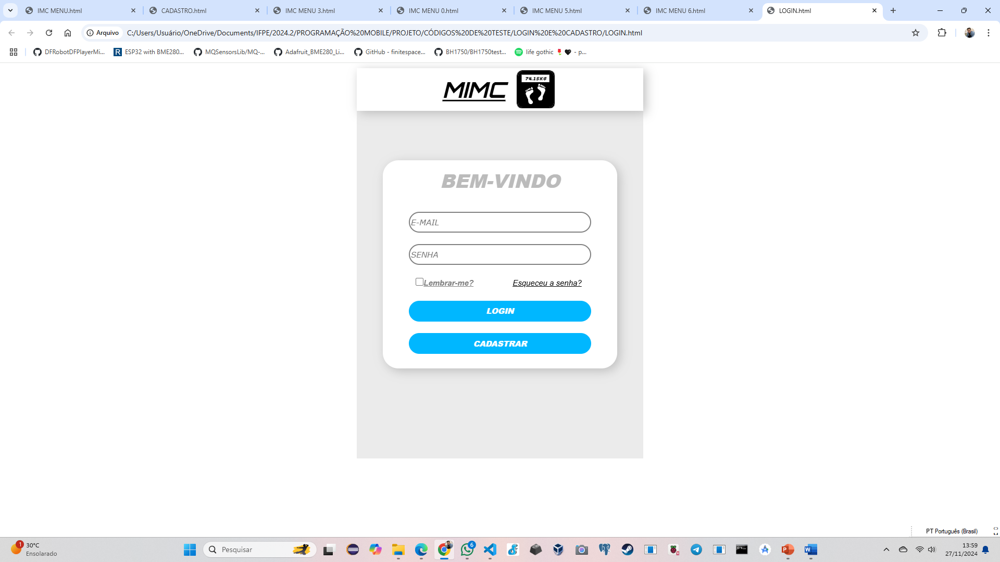 IMC MENU.html
CADASTRO.html
IMC MENU 3.html
IMC MENU 0.html
IMC MENU 5.html
IMC MENU 6.html
LOGIN.html
Arquivo
C:/Users/Usuário/OneDrive/Documents/IFPE/2024.2/PROGRAMAÇÃO%20MOBILE/PROJETO/CÓDIGOS%20DE%20TESTE/LOGIN%20E%20CADASTRO/LOGIN.html
DFRobotDFPlayerMi...
R
ESP32 with BME280...
MQSensorsLib/MQ-...
Adafruit_BME280_Li...
GitHub - finitespace...
BH1750/BH1750test...
life gothic 🌹🖤 - p...
MIMC
74.15KG
BEM-VINDO
E-MAIL
SENHA
Lembrar-me?
Esqueceu a senha?
LOGIN
CADASTRAR
PT Português (Brasil)
1
30°C
Ensolarado
Pesquisar
6
13:59
27/11/2024